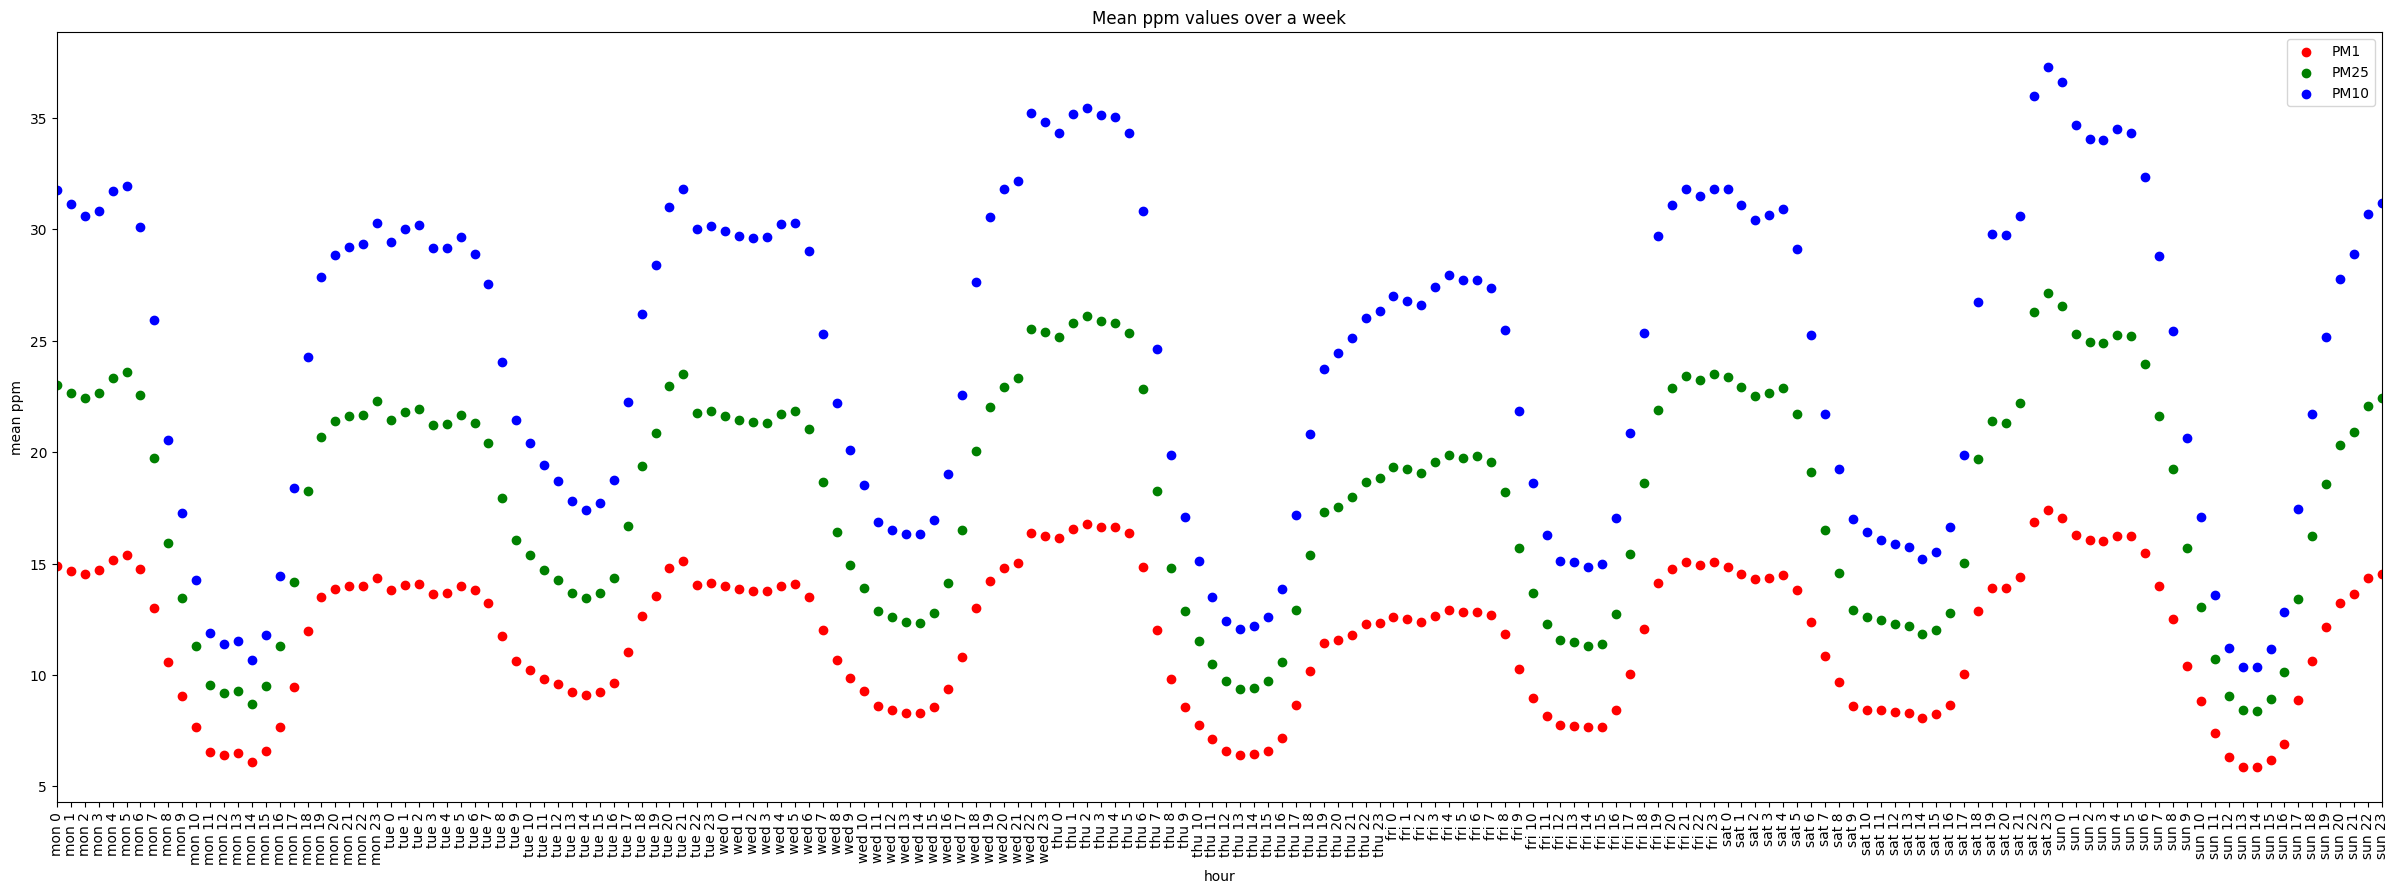 Mean ppm values over a week
PM1
PM25
PM10
mean ppm
35
30
25
20
15
10
5
mon 0
mon 1
mon 2
mon 3
mon 4
mon 5
mon 6
mon 7
mon 8
mon 9
mon 10
mon 11
mon 12
mon 13
mon 14
mon 15
mon 16
mon 17
mon 18
mon 19
mon 20
mon 21
mon 22
mon 23
tue 0
tue 1
tue 2
tue 3
tue 4
tue 5
tue 6
tue 7
tue 8
tue 9
tue 10
tue 11
tue 12
tue 13
tue 14
tue 15
tue 16
tue 17
tue 18
tue 19
tue 20
tue 21
tue 22
tue 23
wed 0
wed 1
wed 2
wed 3
wed 4
wed 5
wed 6
wed 7
wed 8
wed 9
wed 10
wed 11
wed 12
wed 13
wed 14
wed 15
wed 16
wed 17
wed 18
wed 19
wed 20
wed 21
wed 22
wed 23
thu 0
thu 1
thu 2
thu 3
thu 4
thu 5
thu 6
thu 7
thu 8
thu 9
thu 10
thu 11
thu 12
thu 13
thu 14
thu 15
thu 16
thu 17
thu 18
thu 19
thu 20
thu 21
thu 22
thu 23
fri 0
fri 1
fri 2
fri 3
fri 4
fri 5
fri 6
fri 7
fri 8
fri 9
fri 10
fri 11
fri 12
fri 13
fri 14
fri 15
fri 16
fri 17
fri 18
fri 19
fri 20
fri 21
fri 22
fri 23
sat 0
sat 1
sat 2
sat 3
sat 4
sat 5
sat 6
sat 7
sat 8
sat 9
sat 10
sat 11
sat 12
sat 13
sat 14
sat 15
sat 16
sat 17
sat 18
sat 19
sat 20
sat 21
sat 22
sat 23
sun 0
sun 1
sun 2
sun 3
sun 4
sun 5
sun 6
sun 7
sun 8
sun 9
sun 10
sun 11
sun 12
sun 13
sun 14
sun 15
sun 16
sun 17
sun 18
sun 19
sun 20
sun 21
sun 22
sun 23
hour